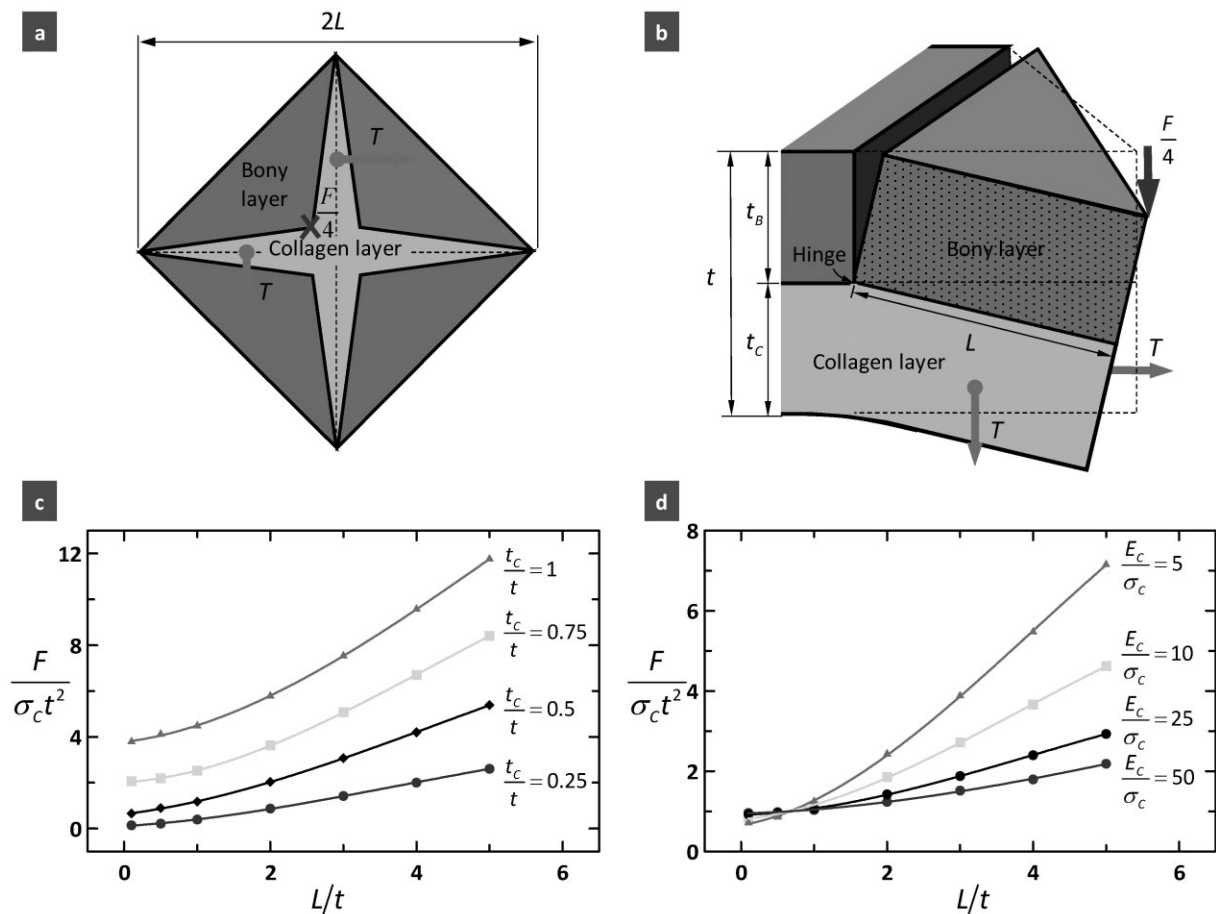 a
2L
T
Bony
layer
F
4
Collagen layer
T
b
F
4
t_B
Hinge
Bony layer
t
L
t_C
T
Collagen layer
T
c
12
8
4
0
F
σ_C t²
t_C
t = 1
t_C
t = 0.75
t_C
t = 0.5
t_C
t = 0.25
0 2 4 6
L/t
d
8
6
4
2
0
F
σ_C t²
E_C
σ_C = 5
E_C
σ_C = 10
E_C
σ_C = 25
E_C
σ_C = 50
0 2 4 6
L/t